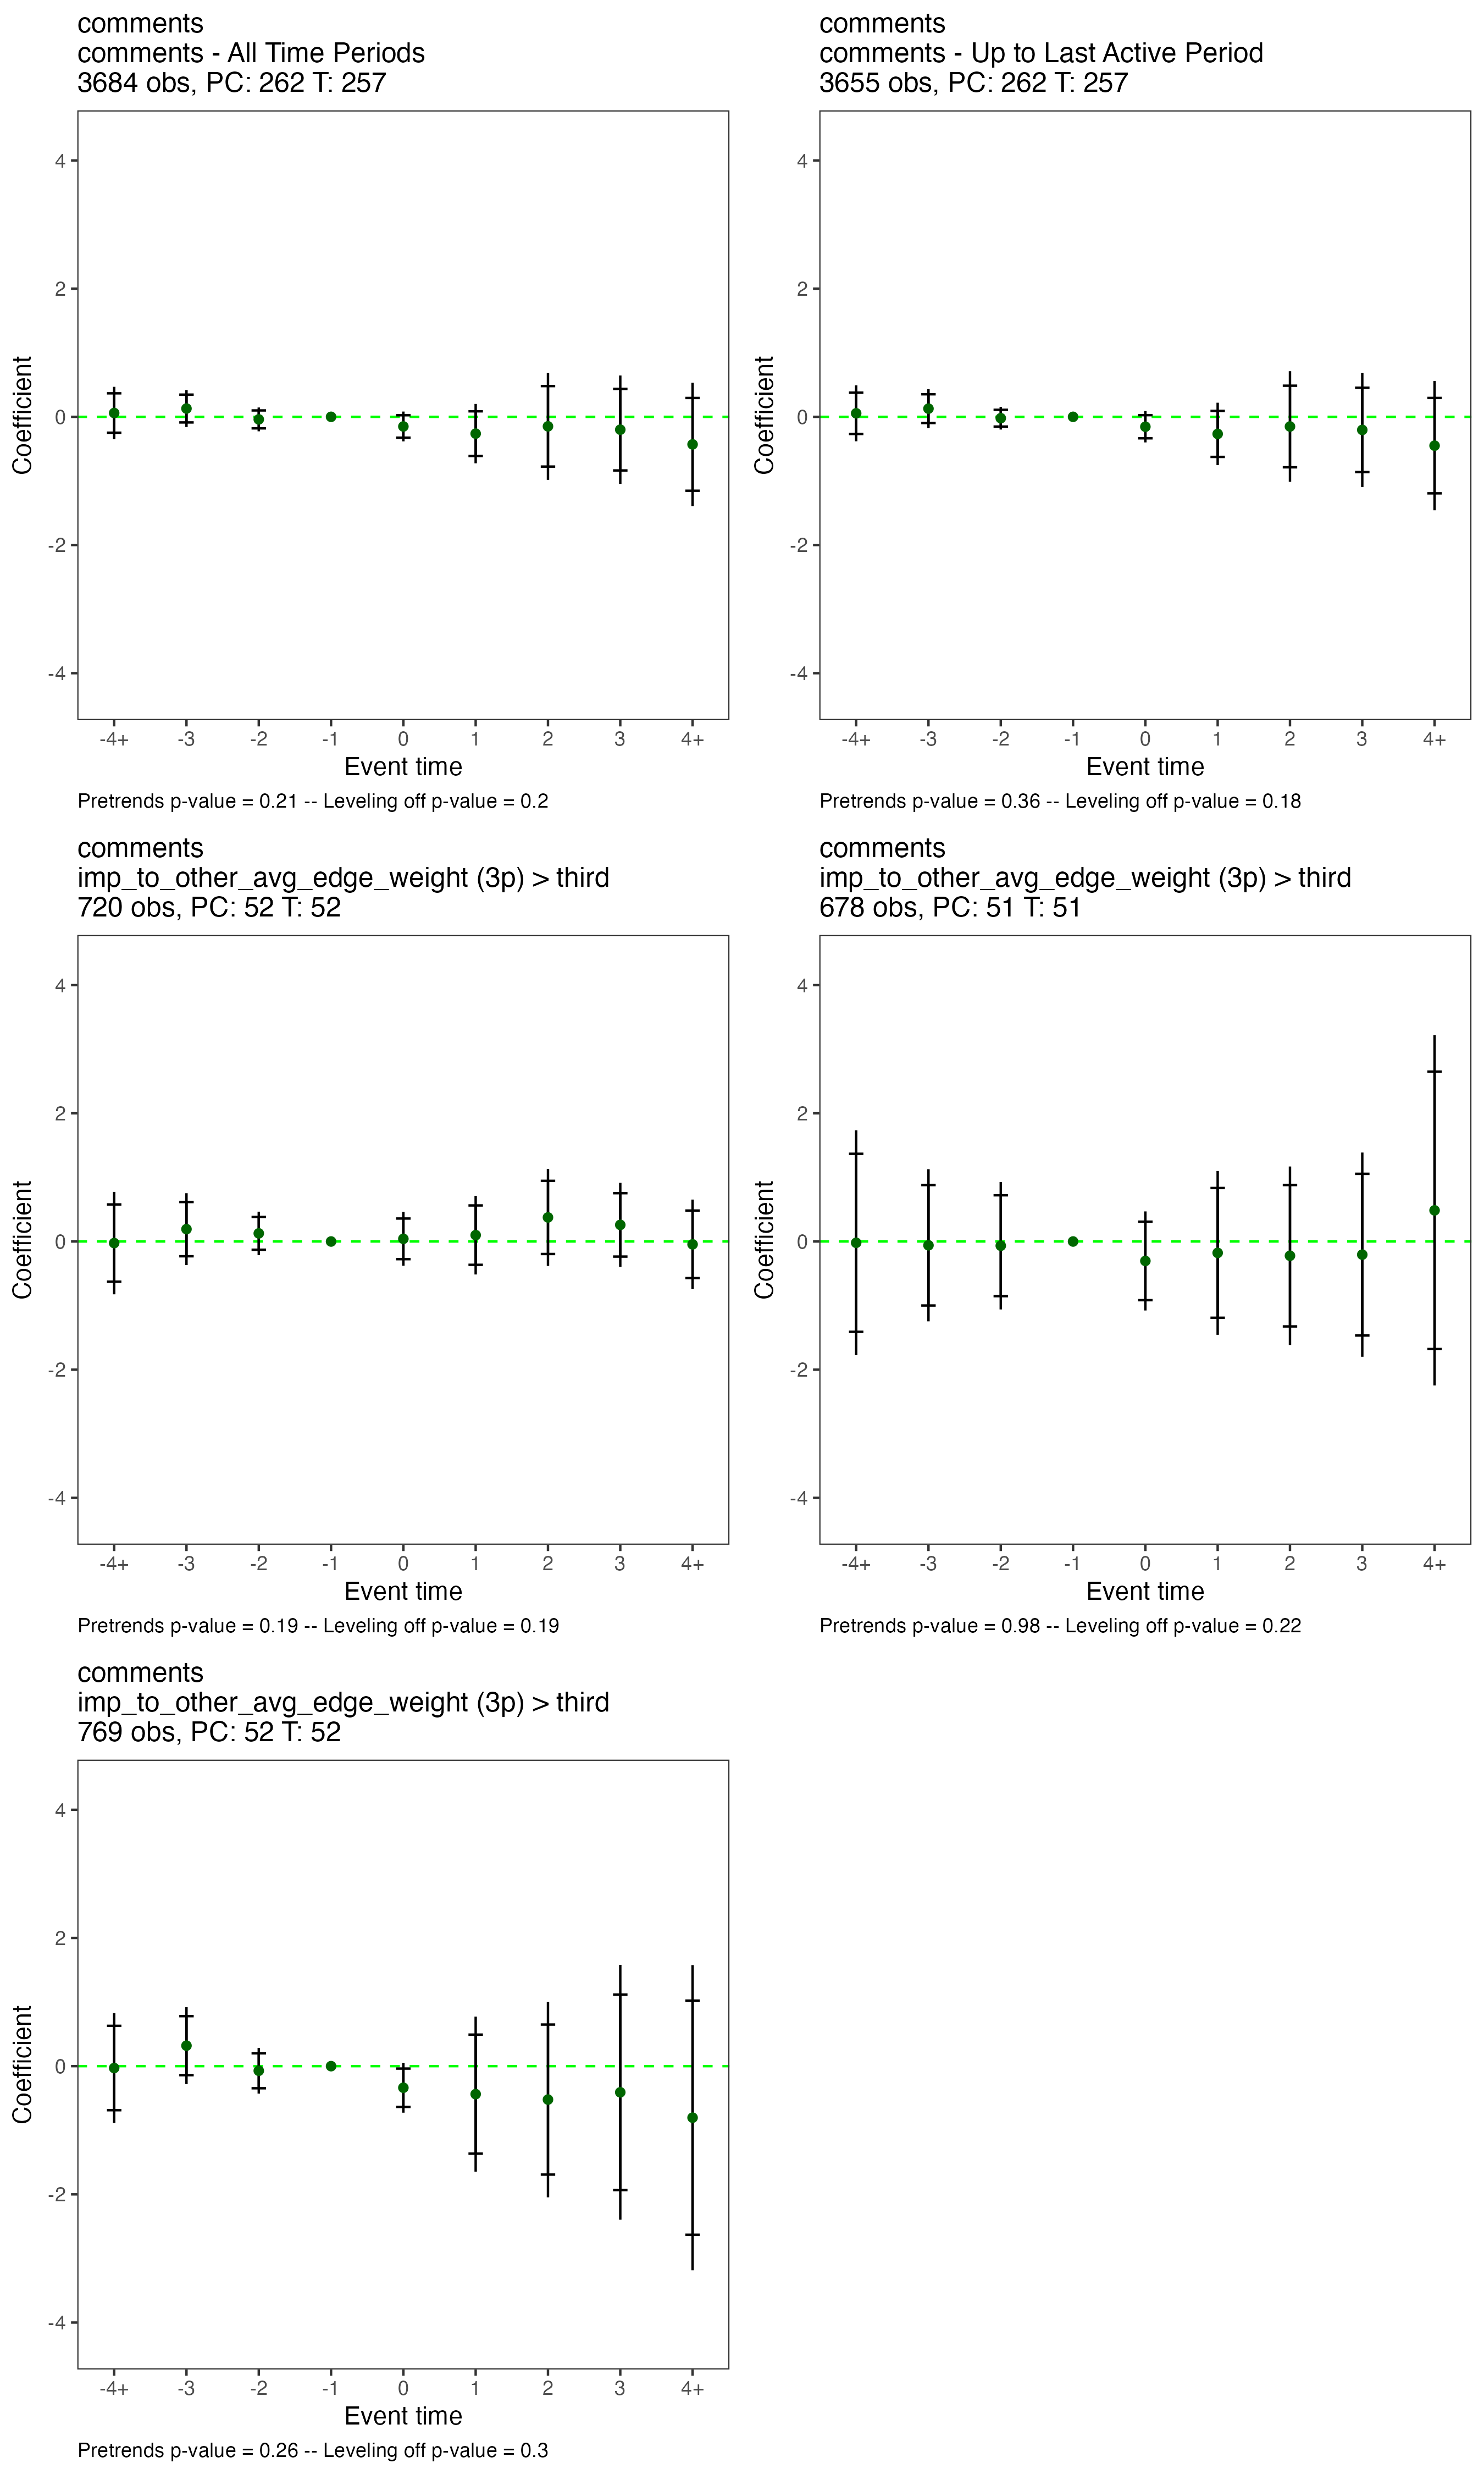 comments
comments - All Time Periods
3684 obs, PC: 262 T: 257
4
2
0
-2
-4
Coefficient
-4+ -3 -2 -1 0 1 2 3 4+
Event time
Pretrends p-value = 0.21 -- Leveling off p-value = 0.2
comments
comments - Up to Last Active Period
3655 obs, PC: 262 T: 257
4
2
0
-2
-4
Coefficient
-4+ -3 -2 -1 0 1 2 3 4+
Event time
Pretrends p-value = 0.36 -- Leveling off p-value = 0.18
comments
imp_to_other_avg_edge_weight (3p) > third
720 obs, PC: 52 T: 52
4
2
0
-2
-4
Coefficient
-4+ -3 -2 -1 0 1 2 3 4+
Event time
Pretrends p-value = 0.19 -- Leveling off p-value = 0.19
comments
imp_to_other_avg_edge_weight (3p) > third
678 obs, PC: 51 T: 51
4
2
0
-2
-4
Coefficient
-4+ -3 -2 -1 0 1 2 3 4+
Event time
Pretrends p-value = 0.98 -- Leveling off p-value = 0.22
comments
imp_to_other_avg_edge_weight (3p) > third
769 obs, PC: 52 T: 52
4
2
0
-2
-4
Coefficient
-4+ -3 -2 -1 0 1 2 3 4+
Event time
Pretrends p-value = 0.26 -- Leveling off p-value = 0.3